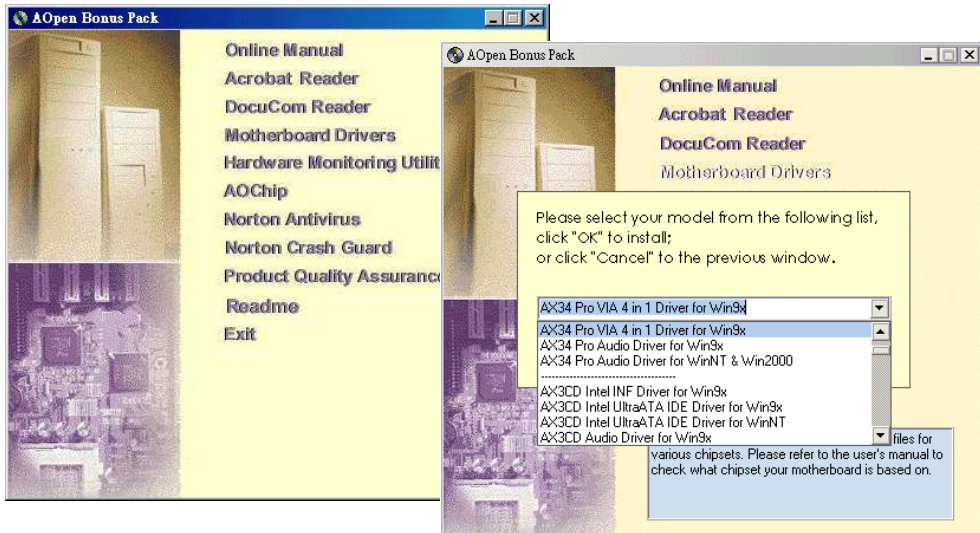 AOpen Bonus Pack
Online Manual
Acrobat Reader
DocuCom Reader
Motherboard Drivers
Hardware Monitoring Utilit
AOChip
Norton Antivirus
Norton Crash Guard
Product Quality Assurance
Readme
Exit
AOpen Bonus Pack
Online Manual
Acrobat Reader
DocuCom Reader
Motherboard Drivers
Please select your model from the following list,
click "OK" to install;
or click "Cancel" to the previous window.
AX34 Pro VIA 4 in 1 Driver for Win9x
AX34 Pro VIA 4 in 1 Driver for Win9x
AX34 Pro Audio Driver for Win9x
AX34 Pro Audio Driver for WinNT & Win2000
------------------------------------
AX3CD Intel INF Driver for Win9x
AX3CD Intel UltraATA IDE Driver for Win9x
AX3CD Intel UltraATA IDE Driver for WinNT
AX3CD Audio Driver for Win9x
files for
various chipsets. Please refer to the user's manual to
check what chipset your motherboard is based on.